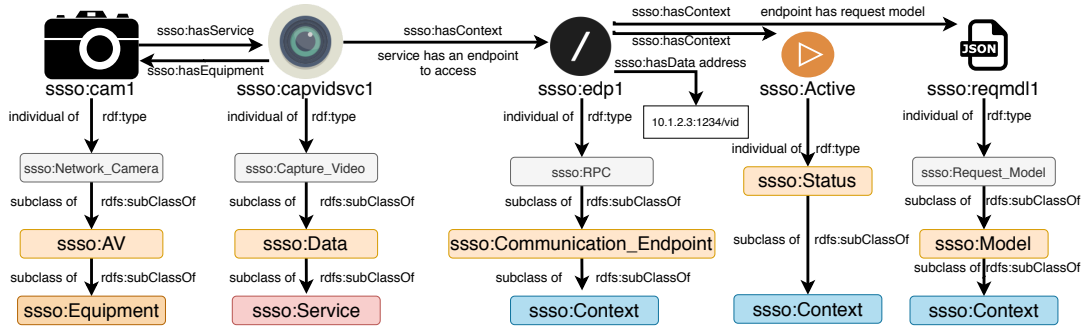 ssso:hasService
ssso:hasEquipment
ssso:hasContext
service has an endpoint
to access
ssso:hasContext
endpoint has request model
ssso:hasContext
ssso:hasData address
JSON
ssso:cam1
ssso:capvidsvc1
ssso:edp1
ssso:Active
ssso:reqmdl1
10.1.2.3:1234/vid
individual of
rdf:type
individual of
rdf:type
individual of
rdf:type
individual of
rdf:type
individual of
rdf:type
ssso:Network_Camera
ssso:Capture_Video
ssso:RPC
ssso:Status
ssso:Request_Model
subclass of
rdfs:subClassOf
subclass of
rdfs:subClassOf
subclass of
rdfs:subClassOf
subclass of
rdfs:subClassOf
subclass of
rdfs:subClassOf
ssso:AV
ssso:Data
ssso:Communication_Endpoint
ssso:Model
subclass of
rdfs:subClassOf
subclass of
rdfs:subClassOf
subclass of
rdfs:subClassOf
subclass of
rdfs:subClassOf
ssso:Equipment
ssso:Service
ssso:Context
ssso:Context
ssso:Context